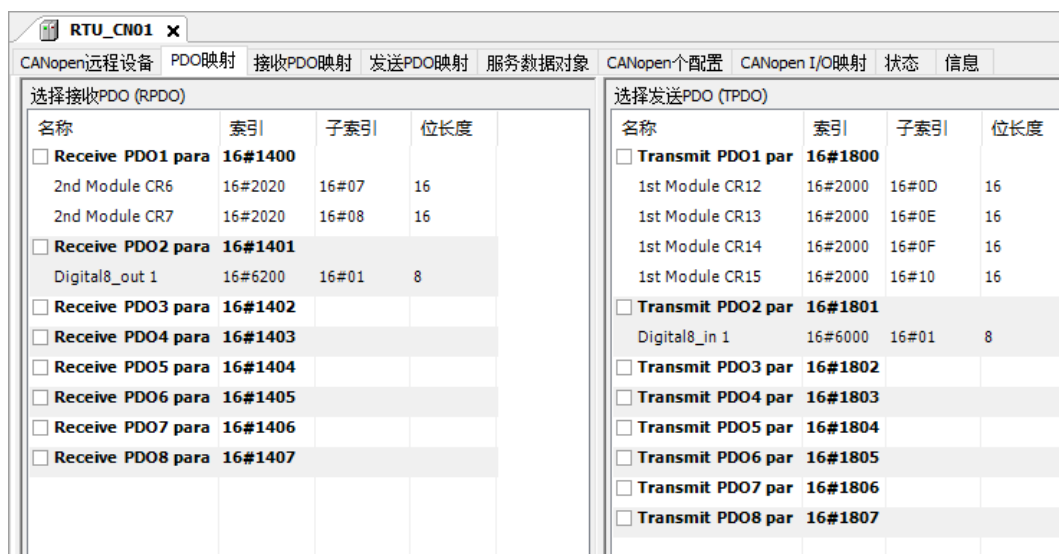 RTU_CN01
CANopen远程设备 PDO映射 接收PDO映射 发送PDO映射 服务数据对象 CANopen个配置 CANopen I/O映射 状态 信息
选择接收PDO (RPDO)
名称 索引 子索引 位长度
Receive PDO1 para 16#1400
2nd Module CR6 16#2020 16#07 16
2nd Module CR7 16#2020 16#08 16
Receive PDO2 para 16#1401
Digital8_out 1 16#6200 16#01 8
Receive PDO3 para 16#1402
Receive PDO4 para 16#1403
Receive PDO5 para 16#1404
Receive PDO6 para 16#1405
Receive PDO7 para 16#1406
Receive PDO8 para 16#1407
选择发送PDO (TPDO)
名称 索引 子索引 位长度
Transmit PDO1 par 16#1800
1st Module CR12 16#2000 16#0D 16
1st Module CR13 16#2000 16#0E 16
1st Module CR14 16#2000 16#0F 16
1st Module CR15 16#2000 16#10 16
Transmit PDO2 par 16#1801
Digital8_in 1 16#6000 16#01 8
Transmit PDO3 par 16#1802
Transmit PDO4 par 16#1803
Transmit PDO5 par 16#1804
Transmit PDO6 par 16#1805
Transmit PDO7 par 16#1806
Transmit PDO8 par 16#1807